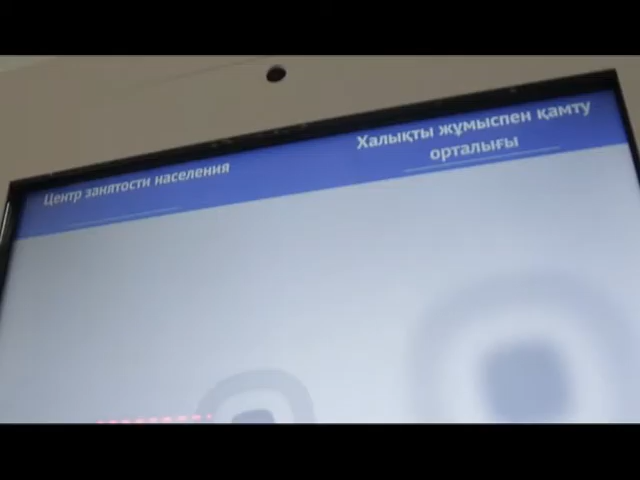 Центр занятости населения
Халықты жұмыспен қамту
орталығы